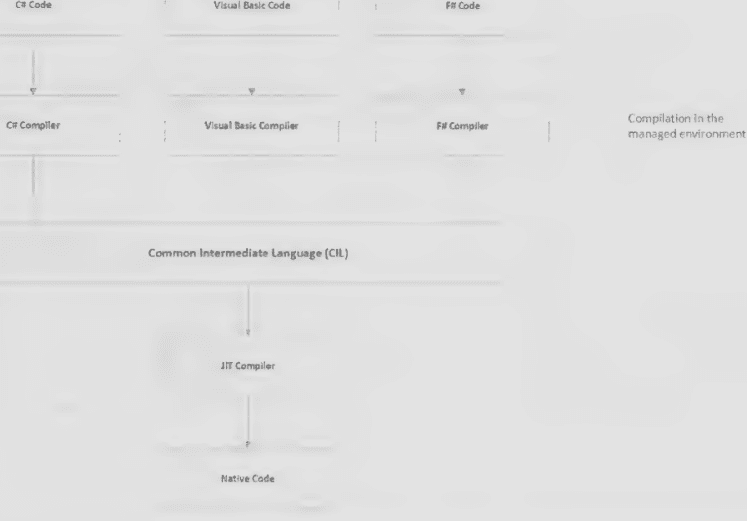 C# Code
Visual Basic Code
F# Code
C# Compiler
Visual Basic Compiler
F# Compiler
Compilation in the
managed environment
Common Intermediate Language (CIL)
JIT Compiler
Native Code